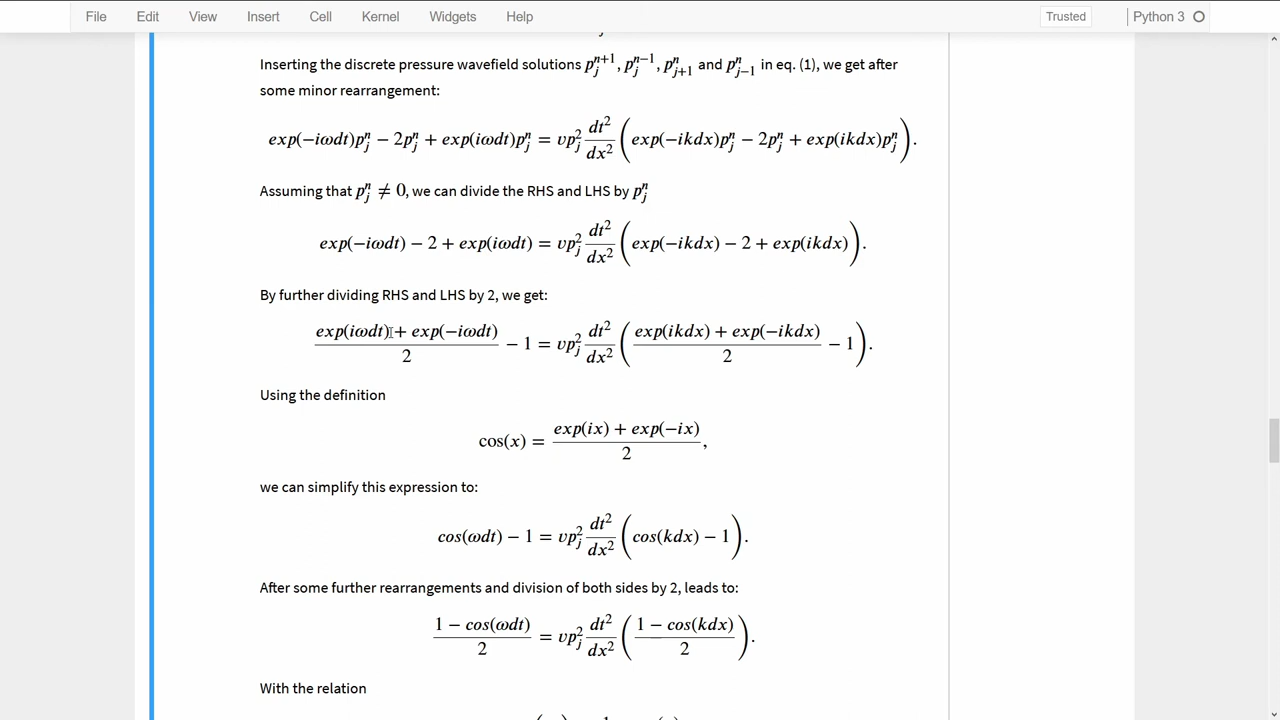 File Edit View Insert Cell Kernel Widgets Help Trusted Python 3
Inserting the discrete pressure wavefield solutions p_j^{n+1}, p_j^{n-1}, p_{j+1}^n and p_{j-1}^n in eq. (1), we get after
some minor rearrangement:
exp(−iωdt)p_j^n − 2p_j^n + exp(iωdt)p_j^n = vp_j^2 dt^2/dx^2 (exp(−ikdx)p_j^n − 2p_j^n + exp(ikdx)p_j^n).
Assuming that p_j^n ≠ 0, we can divide the RHS and LHS by p_j^n
exp(−iωdt) − 2 + exp(iωdt) = vp_j^2 dt^2/dx^2 (exp(−ikdx) − 2 + exp(ikdx)).
By further dividing RHS and LHS by 2, we get:
(exp(iωdt) + exp(−iωdt))/2 − 1 = vp_j^2 dt^2/dx^2 ((exp(ikdx) + exp(−ikdx))/2 − 1).
Using the definition
cos(x) = (exp(ix) + exp(−ix))/2,
we can simplify this expression to:
cos(ωdt) − 1 = vp_j^2 dt^2/dx^2 (cos(kdx) − 1).
After some further rearrangements and division of both sides by 2, leads to:
(1 − cos(ωdt))/2 = vp_j^2 dt^2/dx^2 ((1 − cos(kdx))/2).
With the relation